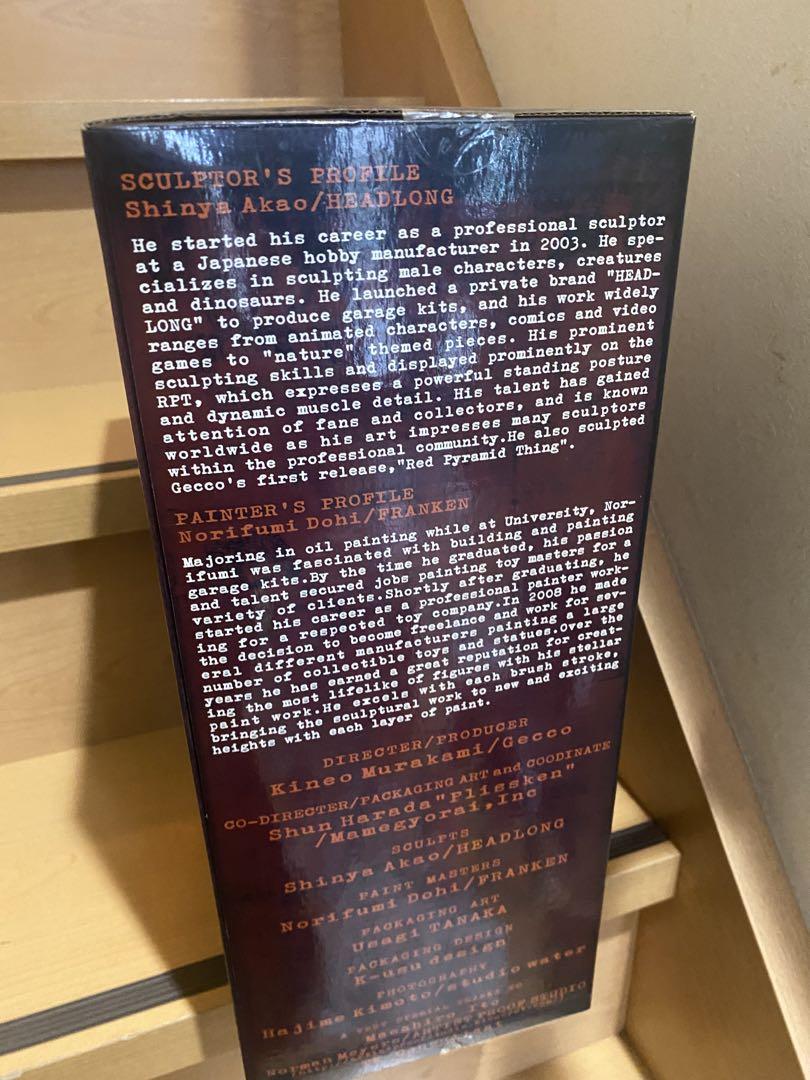 SCULPTOR'S PROFILE
Shinya Akao/HEADLONG
He started his career as a professional sculptor
at a Japanese hobby manufacturer in 2003. He spe-
cializes in sculpting male characters, creatures
and dinosaurs. He launched a private brand "HEAD-
LONG" to produce garage kits, and his work widely
ranges from animated characters, comics and video
games to "nature" themed pieces. His prominent
sculpting skills and displayed prominently on the
RPT, which expresses a powerful standing posture
and dynamic muscle detail. His talent has gained
attention of fans and collectors, and is known
worldwide as his art impresses many sculptors
within the professional community.He also sculpted
Gecco's first release,"Red Pyramid Thing".
PAINTER'S PROFILE
Norifumi Dohi/FRANKEN
Majoring in oil painting while at University, Nor-
ifumi was fascinated with building and painting
garage kits.By the time he graduated, his passion
and talent secured jobs painting toy masters for a
variety of clients.Shortly after graduating, he
started his career as a professional painter work-
ing for a respected toy company.In 2008 he made
the decision to become freelance and work for sev-
eral different manufacturers painting a large
number of collectible toys and statues.Over the
years he has earned a great reputation for creat-
ing the most lifelike of figures with his stellar
paint work.He excels with each brush stroke,
bringing the sculptural work to new and exciting
heights with each layer of paint.
DIRECTER/PRODUCER
Kineo Murakami/Gecco
CO-DIRECTER/PACKAGING ART and COODINATE
Shun Harada"Plissken"
/Mamegyorai,Inc
SCULPTS
Shinya Akao/HEADLONG
PAINT MASTERS
Norifumi Dohi/FRANKEN
PACKAGING ART
Usagi TANAKA
PACKAGING DESIGN
K-usu design
PHOTOGRAPHY
Hajime Kimoto/studio water
Masahiro Ito